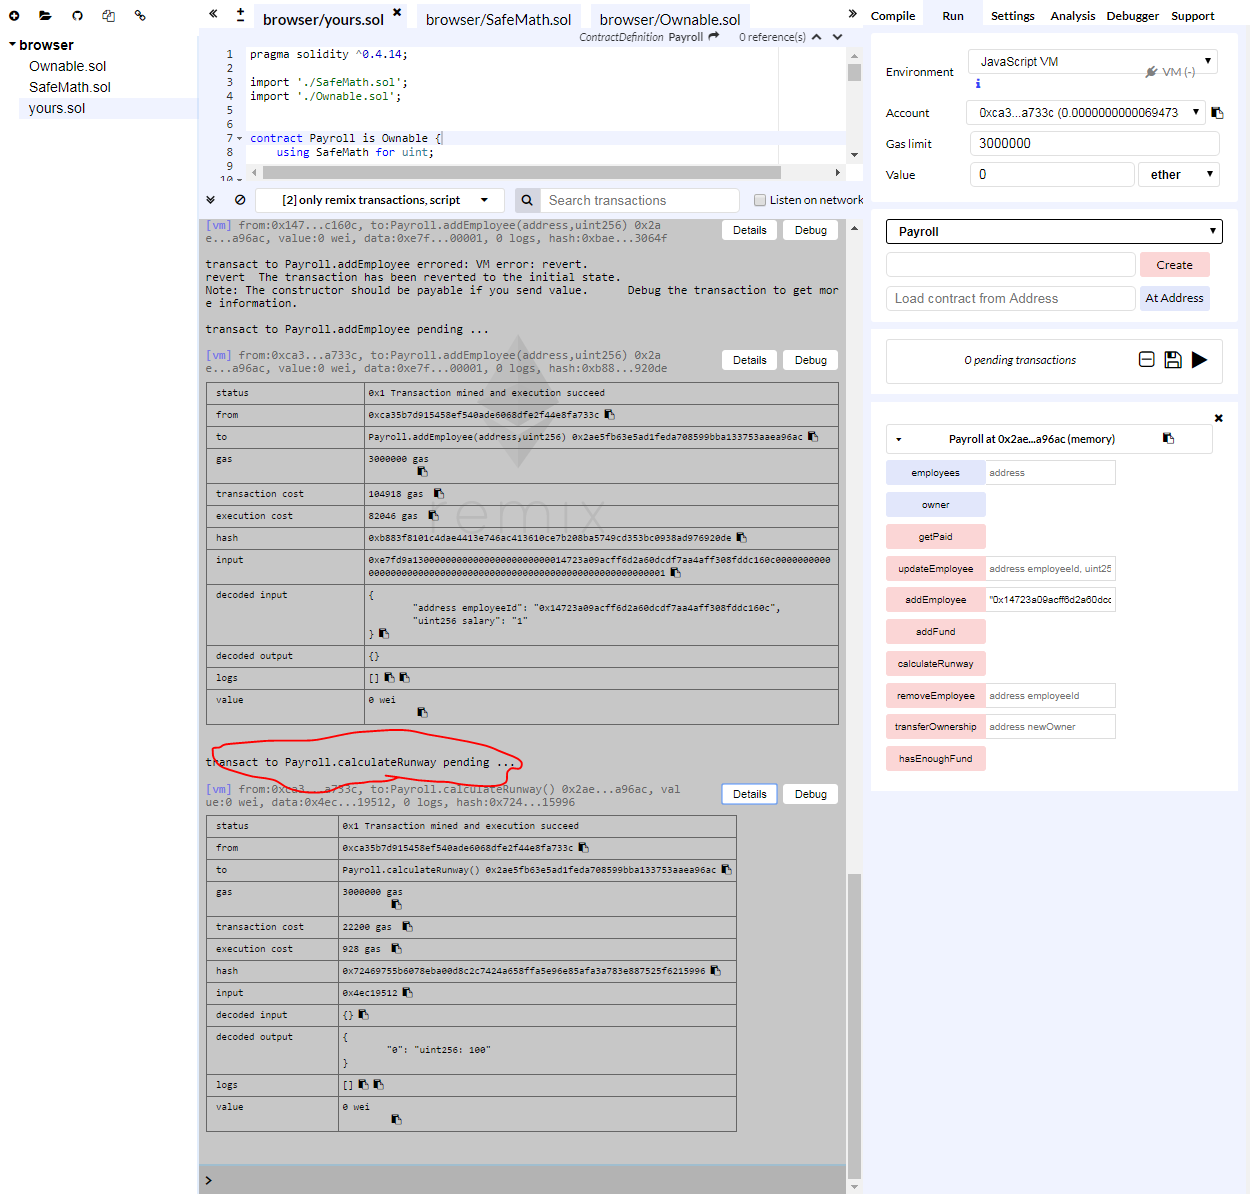 browser
Ownable.sol
SafeMath.sol
yours.sol
browser/yours.sol
browser/SafeMath.sol
browser/Ownable.sol
ContractDefinition Payroll
0 reference(s)
1 pragma solidity ^0.4.14;
2
3 import './SafeMath.sol';
4 import './Ownable.sol';
5
6
7 contract Payroll is Ownable {
8 using SafeMath for uint;
9
10
[2] only remix transactions, script
Search transactions
Listen on network
[vm] from:0x147...c160c, to:Payroll.addEmployee(address,uint256) 0x2a
e...a96ac, value:0 wei, data:0xe7f...00001, 0 logs, hash:0xbae...3064f
Details
Debug
transact to Payroll.addEmployee errored: VM error: revert.
revert The transaction has been reverted to the initial state.
Note: The constructor should be payable if you send value. Debug the transaction to get mor
e information.
transact to Payroll.addEmployee pending ...
[vm] from:0xca3...a733c, to:Payroll.addEmployee(address,uint256) 0x2a
e...a96ac, value:0 wei, data:0xe7f...00001, 0 logs, hash:0xb88...920de
Details
Debug
status 0x1 Transaction mined and execution succeed
from 0xca35b7d915458ef540ade6068dfe2f44e8fa733c
to Payroll.addEmployee(address,uint256) 0x2ae5fb63e5ad1feda708599bba133753aaea96ac
gas 3000000 gas
transaction cost 104918 gas
execution cost 82046 gas
remix
hash 0xb883f8101c4dae4413e746ac413610ce7b208ba5749cd353bc0938ad976920de
input
decoded input {
"address employeeId": "0x14723a09acff6d2a60dcdf7aa4aff308fddc160c",
"uint256 salary": "1"
}
decoded output {}
logs []
value 0 wei
transact to Payroll.calculateRunway pending ...
[vm] from:0xca3...a733c, to:Payroll.calculateRunway() 0x2ae...a96ac, val
ue:0 wei, data:0x4ec...19512, 0 logs, hash:0x724...15996
Details
Debug
status 0x1 Transaction mined and execution succeed
from 0xca35b7d915458ef540ade6068dfe2f44e8fa733c
to Payroll.calculateRunway() 0x2ae5fb63e5ad1feda708599bba133753aaea96ac
gas 3000000 gas
transaction cost 22200 gas
execution cost 928 gas
hash 0x72469755b6078eba00d8c2c7424a658ffa5e96e85afa3a783e887525f6215996
input 0x4ec19512
decoded input {}
decoded output {
"0": "uint256: 100"
}
logs []
value 0 wei
>
Compile
Run
Settings
Analysis
Debugger
Support
Environment
JavaScript VM
VM (-)
i
Account
0xca3...a733c (0.0000000000069473
Gas limit
3000000
Value
0
ether
Payroll
Create
Load contract from Address
At Address
0 pending transactions
Payroll at 0x2ae...a96ac (memory)
employees
address
owner
getPaid
updateEmployee
address employeeId, uint25
addEmployee
"0x14723a09acff6d2a60dcc
addFund
calculateRunway
removeEmployee
address employeeId
transferOwnership
address newOwner
hasEnoughFund